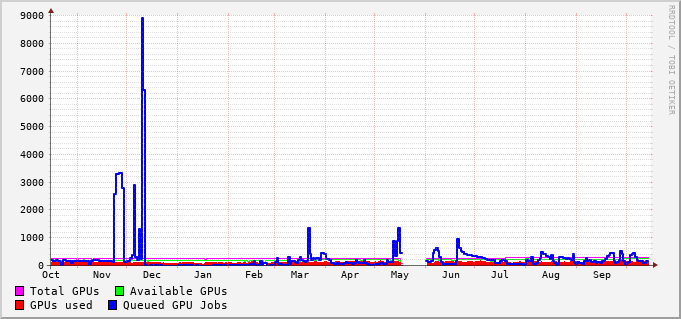 9000
8000
7000
6000
5000
4000
3000
2000
1000
0
Oct Nov Dec Jan Feb Mar Apr May Jun Jul Aug Sep
Total GPUs Available GPUs
GPUs used Queued GPU Jobs
RRDTOOL / TOBI OETIKER